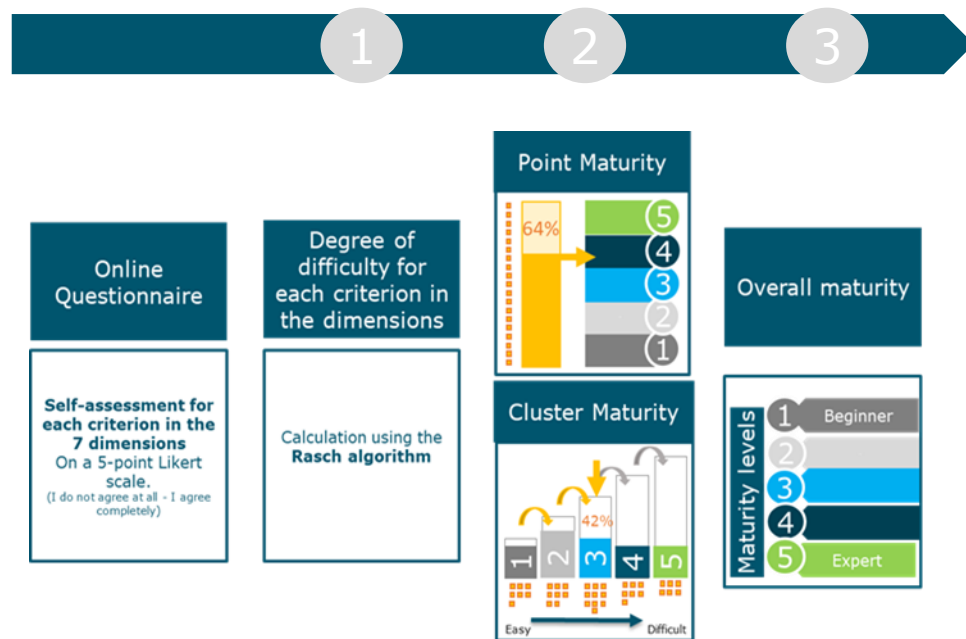 1
2
3
Online
Questionnaire
Self-assessment for
each criterion in the
7 dimensions
On a 5-point Likert
scale.
(I do not agree at all - I agree
completely)
Degree of
difficulty for
each criterion in
the dimensions
Calculation using the
Rasch algorithm
Point Maturity
64%
5
4
3
2
1
Cluster Maturity
42%
1
2
3
4
5
Easy
Difficult
Overall maturity
Maturity levels
1 Beginner
2
3
4
5 Expert